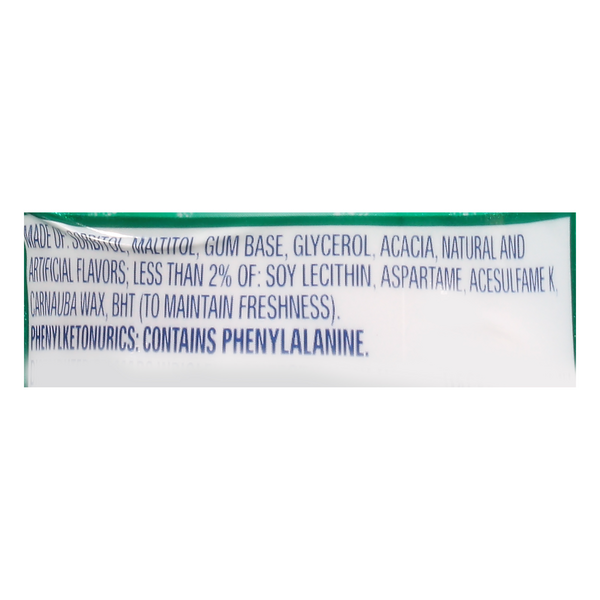 MADE OF: SORBITOL, MALTITOL, GUM BASE, GLYCEROL, ACACIA, NATURAL AND
ARTIFICIAL FLAVORS; LESS THAN 2% OF: SOY LECITHIN, ASPARTAME, ACESULFAME K,
CARNAUBA WAX, BHT (TO MAINTAIN FRESHNESS).
PHENYLKETONURICS: CONTAINS PHENYLALANINE.